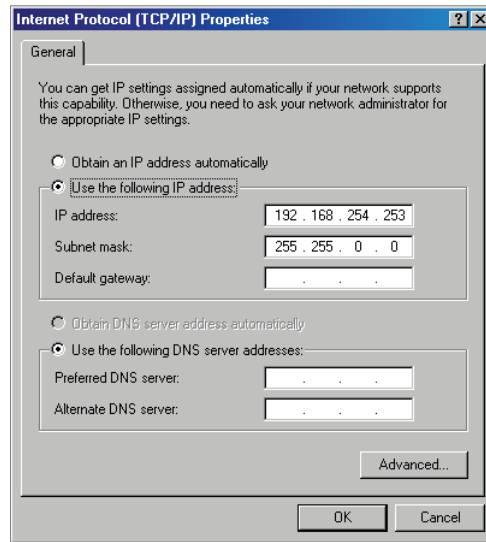 Internet Protocol (TCP/IP) Properties
General
You can get IP settings assigned automatically if your network supports
this capability. Otherwise, you need to ask your network administrator for
the appropriate IP settings.
Obtain an IP address automatically
Use the following IP address:
IP address: 192 . 168 . 254 . 253
Subnet mask: 255 . 255 . 0 . 0
Default gateway: . . .
Obtain DNS server address automatically
Use the following DNS server addresses:
Preferred DNS server: . . .
Alternate DNS server: . . .
Advanced...
OK Cancel